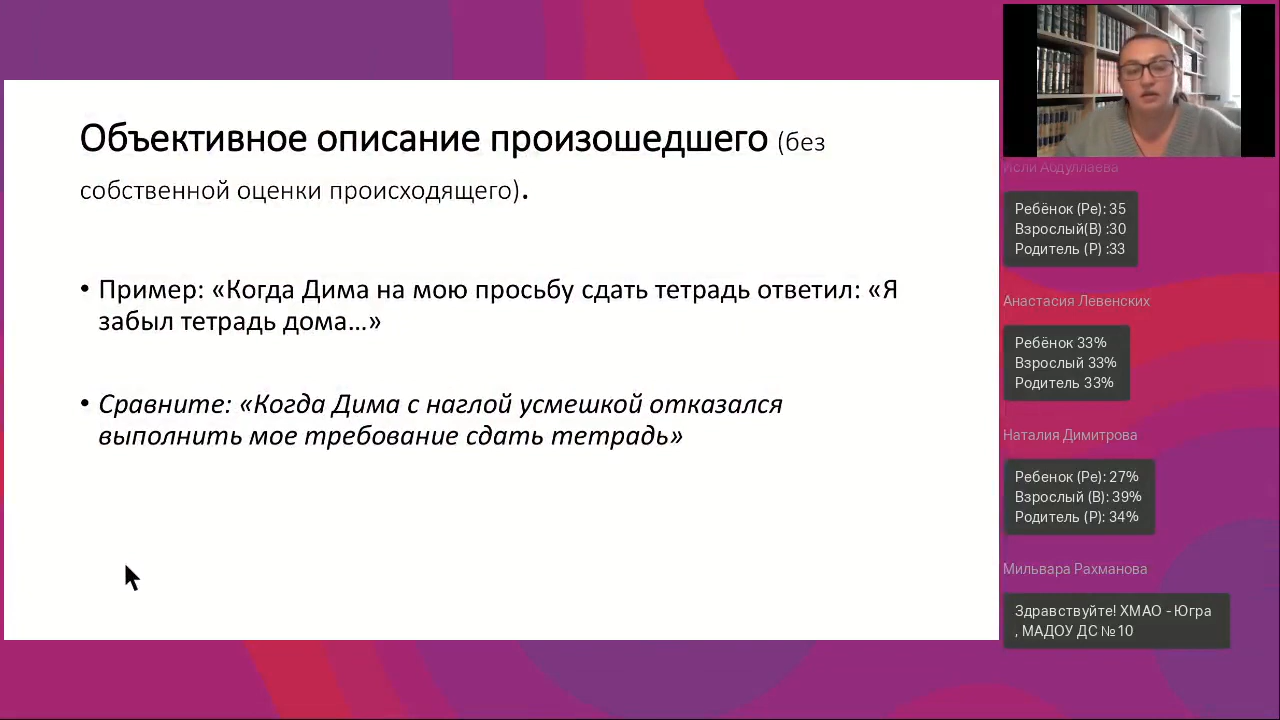 Объективное описание произошедшего (без
собственной оценки происходящего).
• Пример: «Когда Дима на мою просьбу сдать тетрадь ответил: «Я
забыл тетрадь дома…»
• Сравните: «Когда Дима с наглой усмешкой отказался
выполнить мое требование сдать тетрадь»
Исли Абдуллаева
Ребёнок (Ре): 35
Взрослый(В) :30
Родитель (Р) :33
Анастасия Левенских
Ребёнок 33%
Взрослый 33%
Родитель 33%
Наталия Димитрова
Ребенок (Ре): 27%
Взрослый (В): 39%
Родитель (Р): 34%
Мильвара Рахманова
Здравствуйте! ХМАО - Югра
, МАДОУ ДС №10